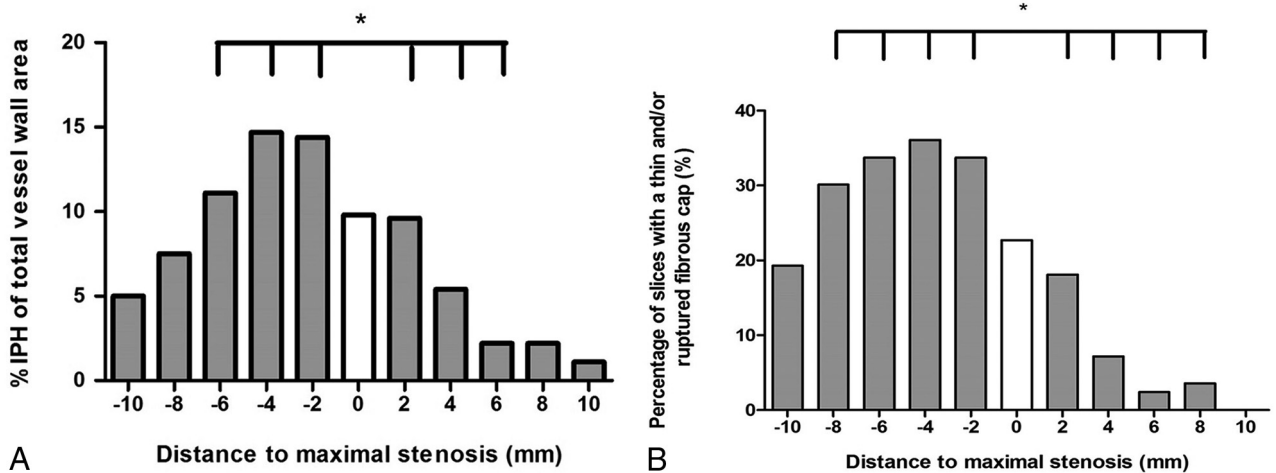 *
20
15
10
5
0
% IPH of total vessel wall area
-10 -8 -6 -4 -2 0 2 4 6 8 10
Distance to maximal stenosis (mm)
A
*
40
30
20
10
0
Percentage of slices with a thin and/or
ruptured fibrous cap (%)
-10 -8 -6 -4 -2 0 2 4 6 8 10
Distance to maximal stenosis (mm)
B